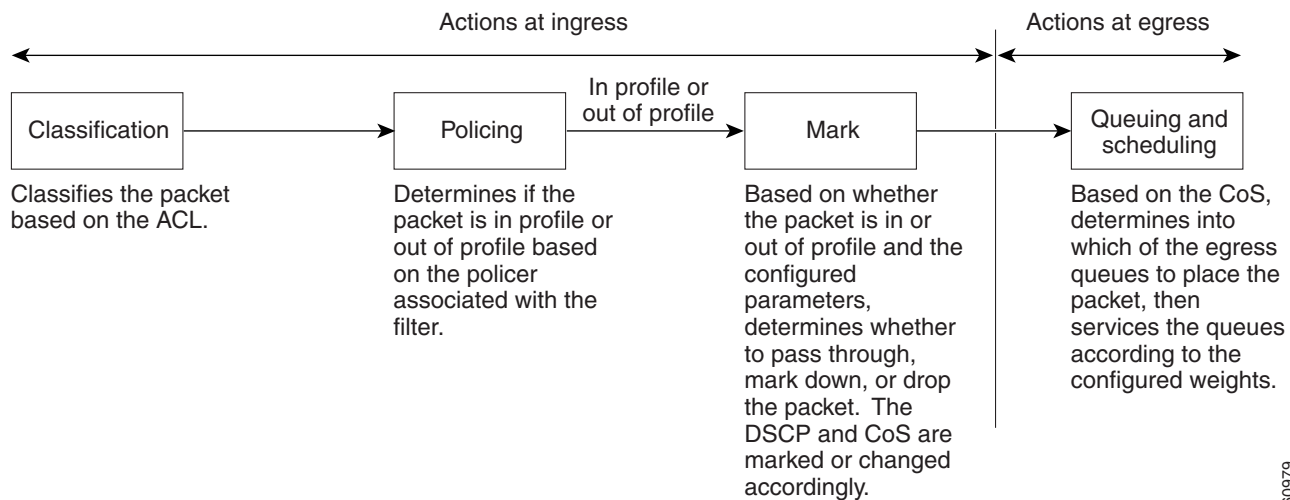 Actions at ingress
Actions at egress
Classification
Policing
In profile or
out of profile
Mark
Queuing and
scheduling
Classifies the packet
based on the ACL.
Determines if the
packet is in profile or
out of profile based
on the policer
associated with the
filter.
Based on whether
the packet is in or
out of profile and the
configured
parameters,
determines whether
to pass through,
mark down, or drop
the packet. The
DSCP and CoS are
marked or changed
accordingly.
Based on the CoS,
determines into
which of the egress
queues to place the
packet, then
services the queues
according to the
configured weights.